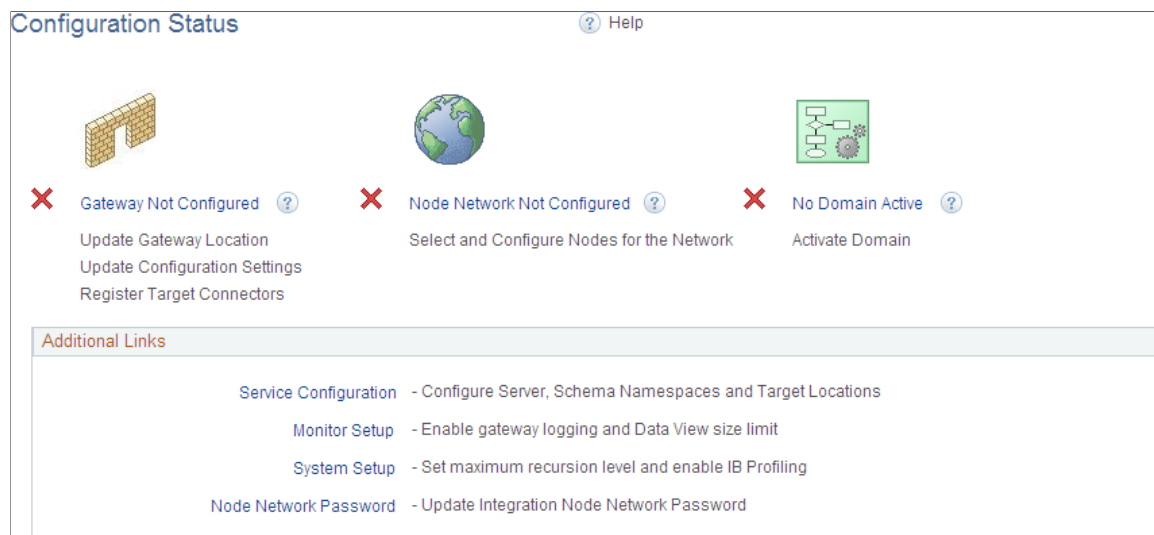 Configuration Status
? Help
Gateway Not Configured ?
Node Network Not Configured ?
No Domain Active ?
Update Gateway Location
Select and Configure Nodes for the Network
Activate Domain
Update Configuration Settings
Register Target Connectors
Additional Links
Service Configuration - Configure Server, Schema Namespaces and Target Locations
Monitor Setup - Enable gateway logging and Data View size limit
System Setup - Set maximum recursion level and enable IB Profiling
Node Network Password - Update Integration Node Network Password